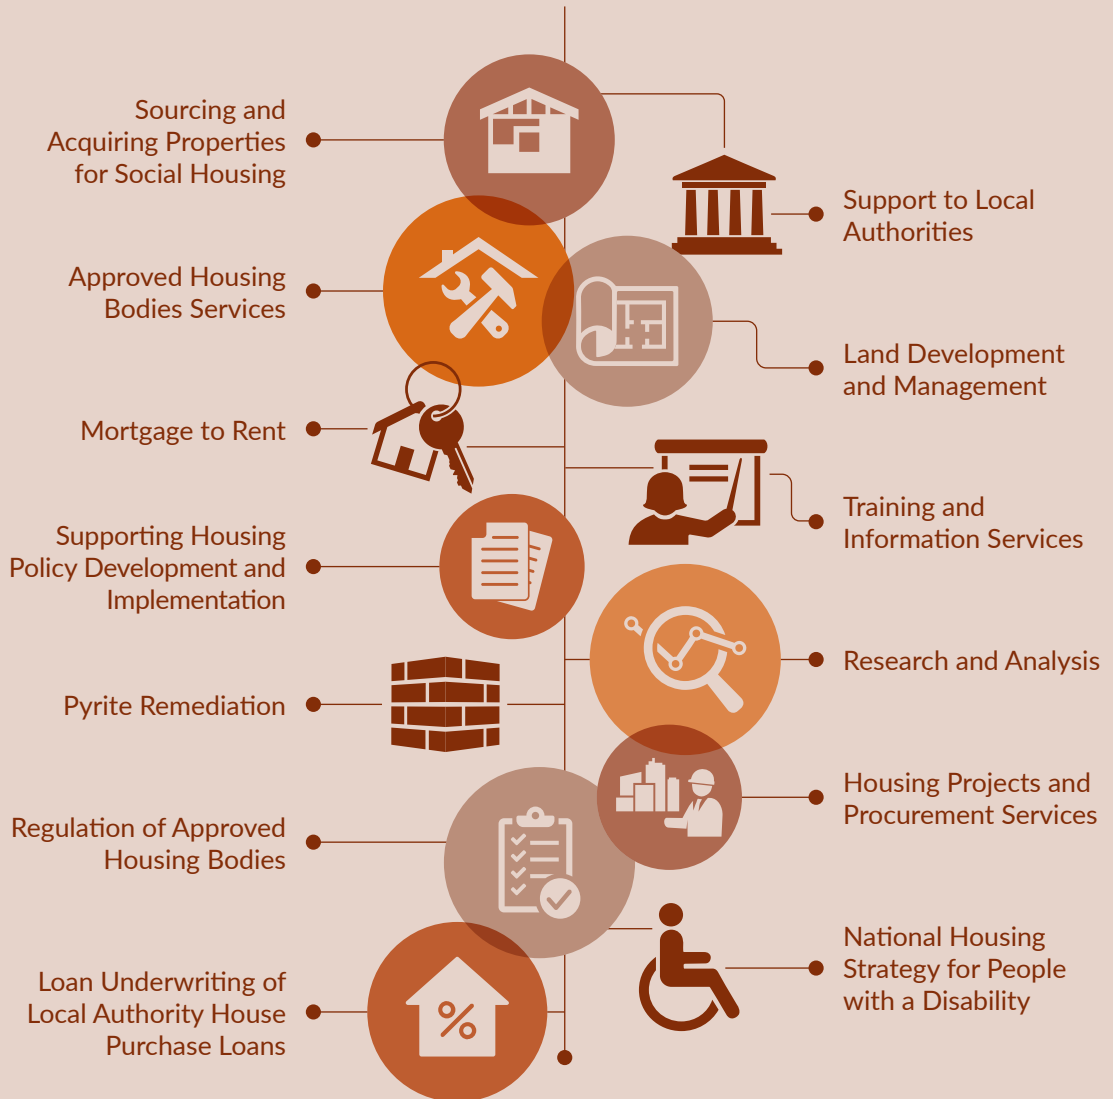 Sourcing and
Acquiring Properties
for Social Housing
Support to Local
Authorities
Approved Housing
Bodies Services
Land Development
and Management
Mortgage to Rent
Training and
Information Services
Supporting Housing
Policy Development and
Implementation
Research and Analysis
Pyrite Remediation
Housing Projects and
Procurement Services
Regulation of Approved
Housing Bodies
National Housing
Strategy for People
with a Disability
Loan Underwriting of
Local Authority House
Purchase Loans
%